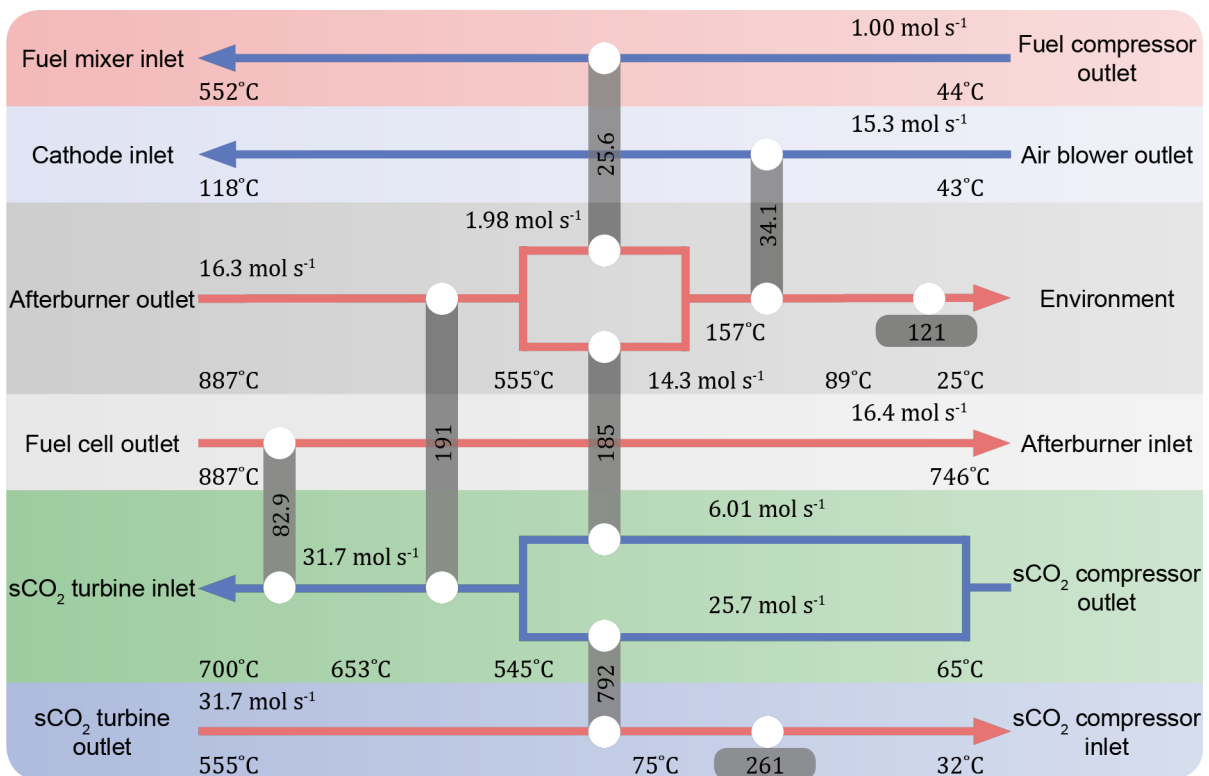 1.00 mol s⁻¹
Fuel mixer inlet
Fuel compressor
outlet
552°C
44°C
25.6
15.3 mol s⁻¹
Cathode inlet
Air blower outlet
118°C
43°C
34.1
1.98 mol s⁻¹
16.3 mol s⁻¹
Afterburner outlet
Environment
157°C
121
887°C
555°C
14.3 mol s⁻¹
89°C
25°C
16.4 mol s⁻¹
Fuel cell outlet
191
185
Afterburner inlet
887°C
746°C
82.9
6.01 mol s⁻¹
31.7 mol s⁻¹
sCO₂ turbine inlet
sCO₂ compressor
outlet
25.7 mol s⁻¹
700°C
653°C
545°C
65°C
792
31.7 mol s⁻¹
sCO₂ turbine
outlet
sCO₂ compressor
inlet
555°C
75°C
261
32°C